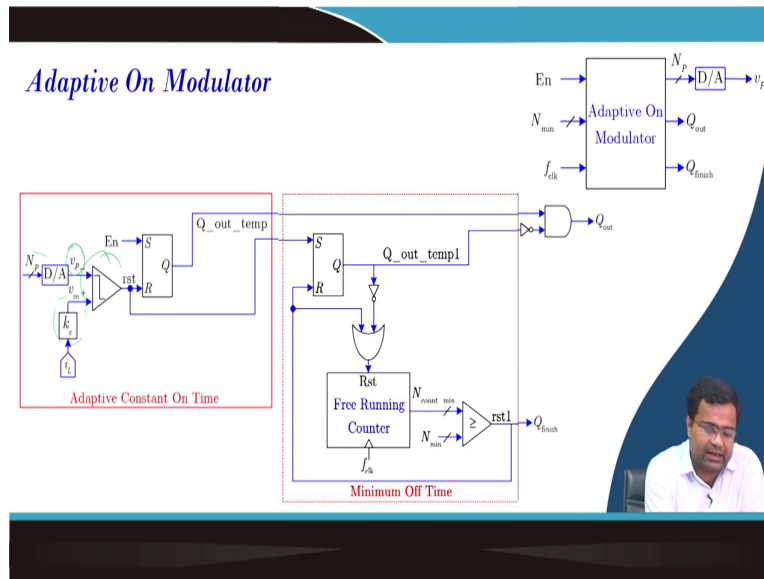 Adaptive On Modulator
En
N_min
f_clk
Adaptive On
Modulator
N_P
D/A
v_P
Q_out
Q_finish
N_P
D/A
v_P
-
v_in
+
k_c
i_L
rst
En
S
Q
R
Q_out_temp
Adaptive Constant On Time
S
Q
R
Q_out_temp1
Rst
Free Running
Counter
f_clk
N_count_min
N_min
≥
rst1
Q_finish
Minimum Off Time
Q_out